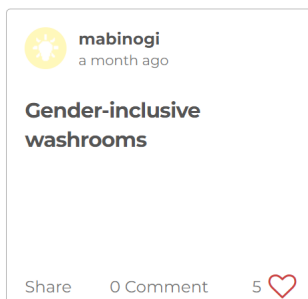 mabinogi
a month ago
Gender-inclusive
washrooms
Share 0 Comment 5